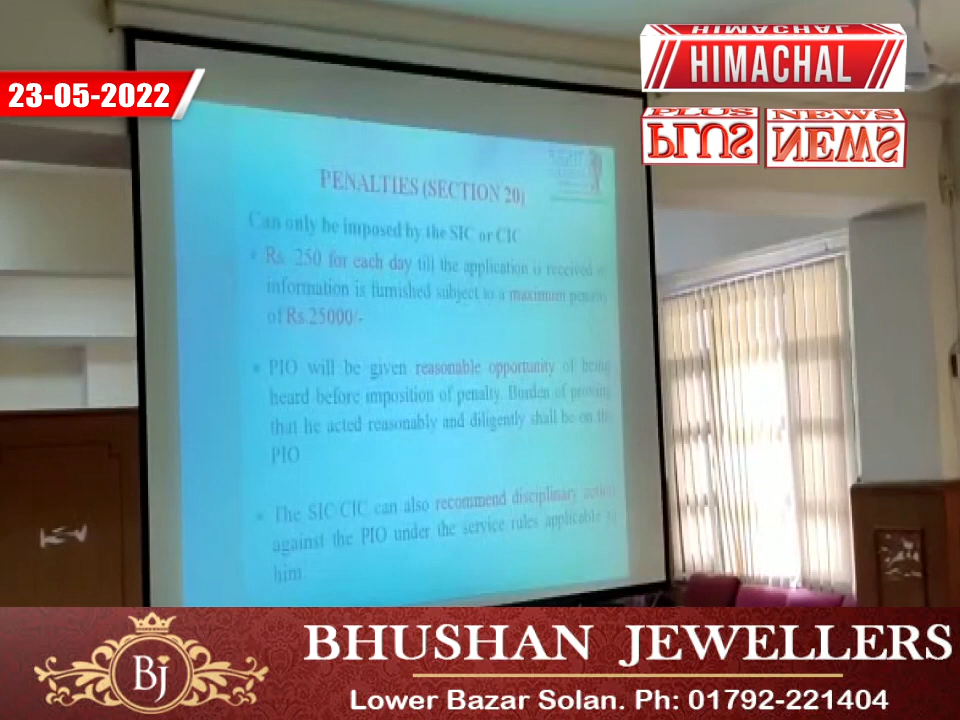 23-05-2022
HIMACHAL
HIMACHAL
PLUS NEWS
PLUS NEWS
PENALTIES (SECTION 20)
Can only be imposed by the SIC or CIC
• Rs. 250 for each day till the application is received
information is furnished subject to a maximum penalty
of Rs.25000/-
• PIO will be given reasonable opportunity of being
heard before imposition of penalty. Burden of proving
that he acted reasonably and diligently shall be on the
PIO
• The SIC/CIC can also recommend disciplinary action
against the PIO under the service rules applicable to
him.
BJ
BHUSHAN JEWELLERS
Lower Bazar Solan. Ph: 01792-221404